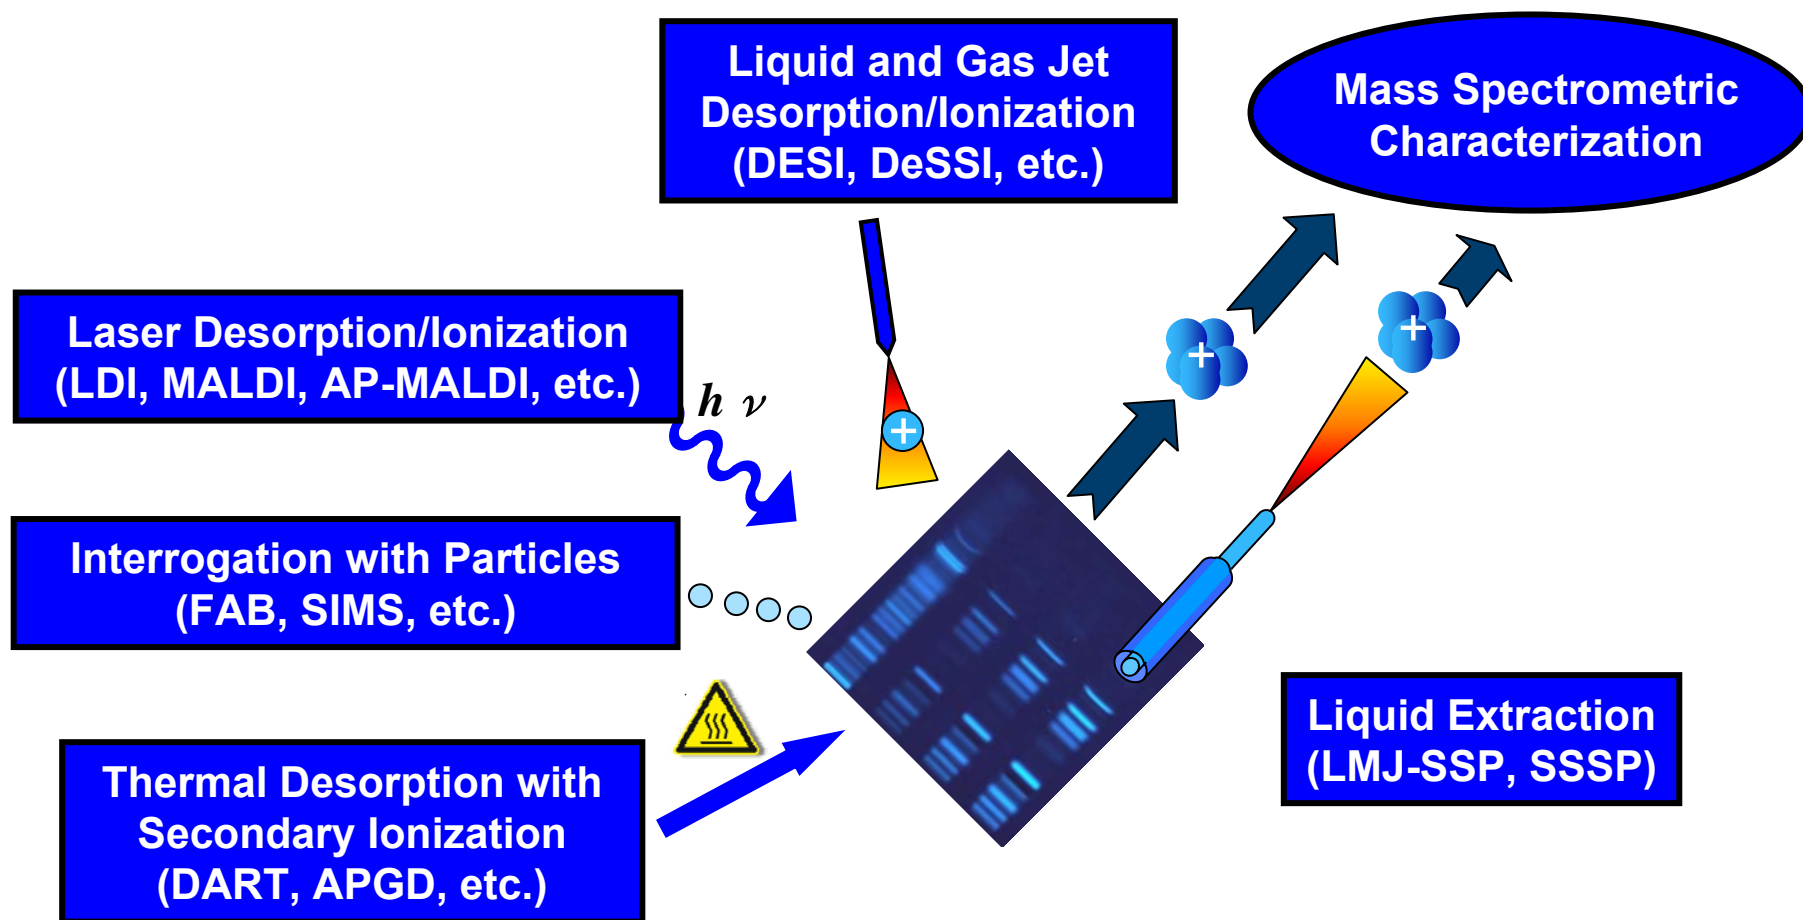 Liquid and Gas Jet
Desorption/Ionization
(DESI, DeSSI, etc.)
Mass Spectrometric
Characterization
Laser Desorption/Ionization
(LDI, MALDI, AP-MALDI, etc.)
h ν
+
+
+
Interrogation with Particles
(FAB, SIMS, etc.)
Thermal Desorption with
Secondary Ionization
(DART, APGD, etc.)
Liquid Extraction
(LMJ-SSP, SSSP)